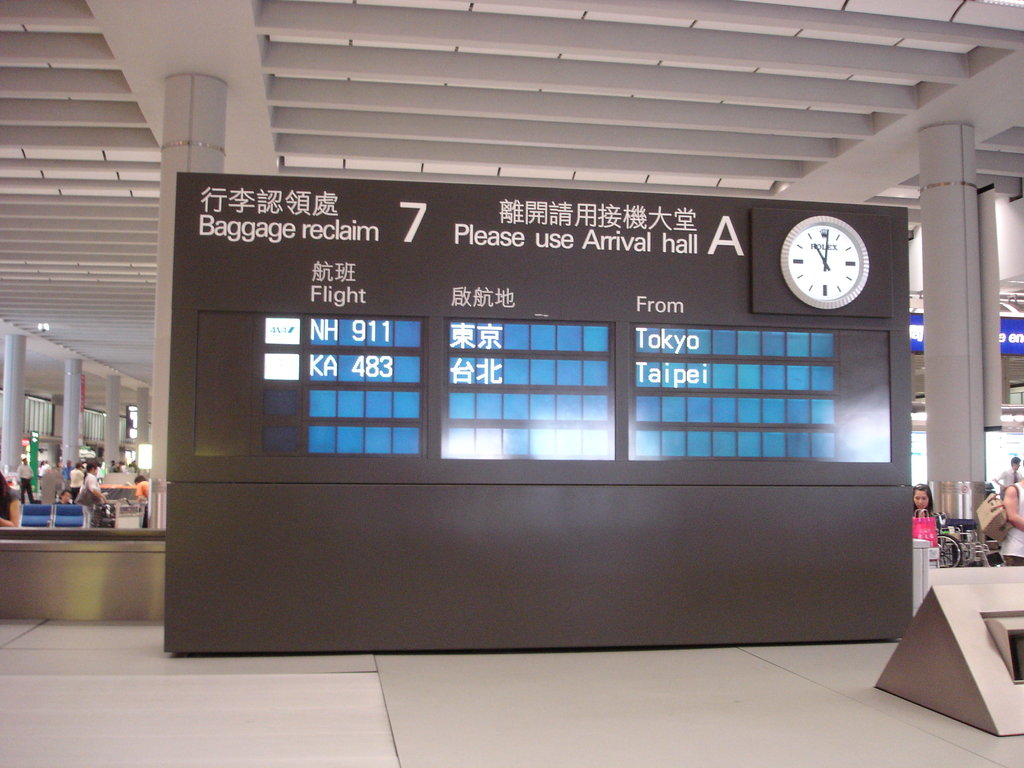 行李認領處
Baggage reclaim
7
離開請用接機大堂
Please use Arrival hall
A
ROLEX
航班
Flight
啟航地
From
ANA
NH 911
東京
Tokyo
KA 483
台北
Taipei